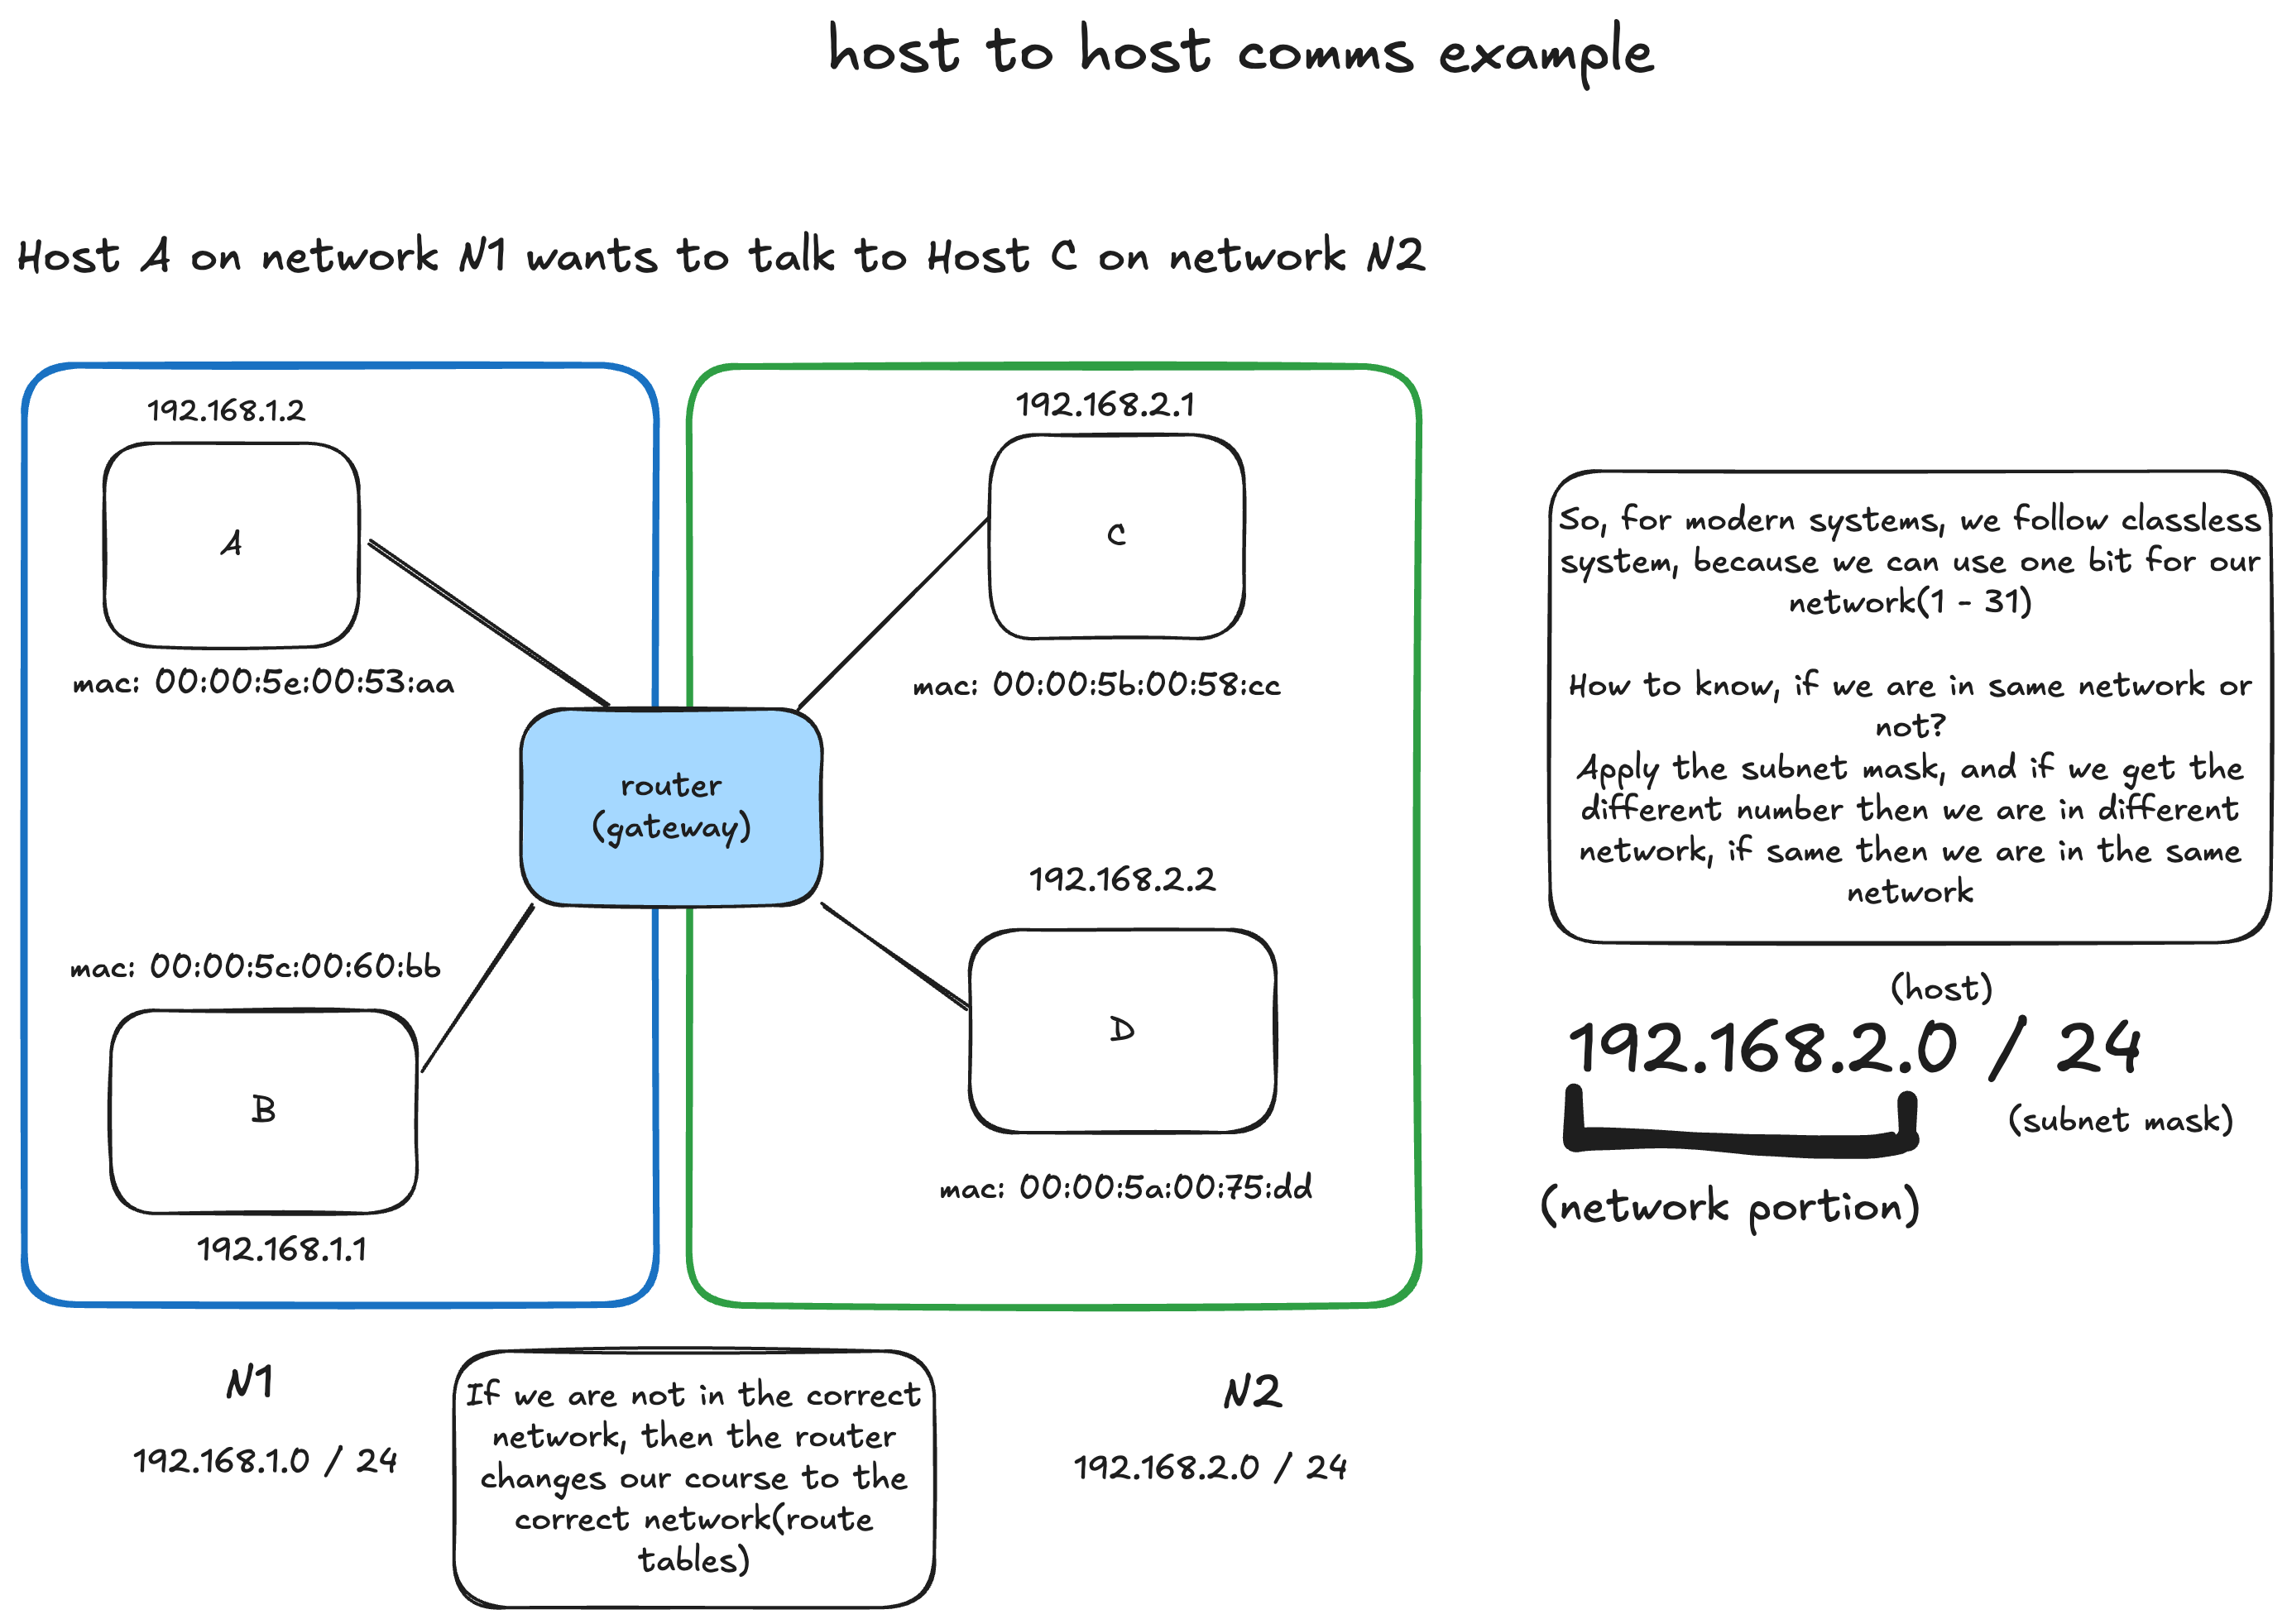 host to host comms example
Host A on network N1 wants to talk to Host C on network N2
192.168.1.2
A
mac: 00:00:5e:00:53:aa
192.168.2.1
C
mac: 00:00:5b:00:58:cc
router
(gateway)
mac: 00:00:5c:00:60:bb
B
192.168.1.1
192.168.2.2
D
mac: 00:00:5a:00:75:dd
N1
192.168.1.0 / 24
If we are not in the correct
network, then the router
changes our course to the
correct network(route
tables)
N2
192.168.2.0 / 24
So, for modern systems, we follow classless
system, because we can use one bit for our
network(1 - 31)
How to know, if we are in same network or
not?
Apply the subnet mask, and if we get the
different number then we are in different
network, if same then we are in the same
network
(host)
192.168.2.0 / 24
(subnet mask)
(network portion)